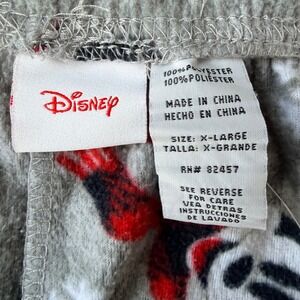 Disney
100% POLYESTER
100% POLIÉSTER
MADE IN CHINA
HECHO EN CHINA
SIZE: X-LARGE
TALLA: X-GRANDE
RN# 82457
SEE REVERSE
FOR CARE
VEA DETRAS
INSTRUCCIONES
DE LAVADO